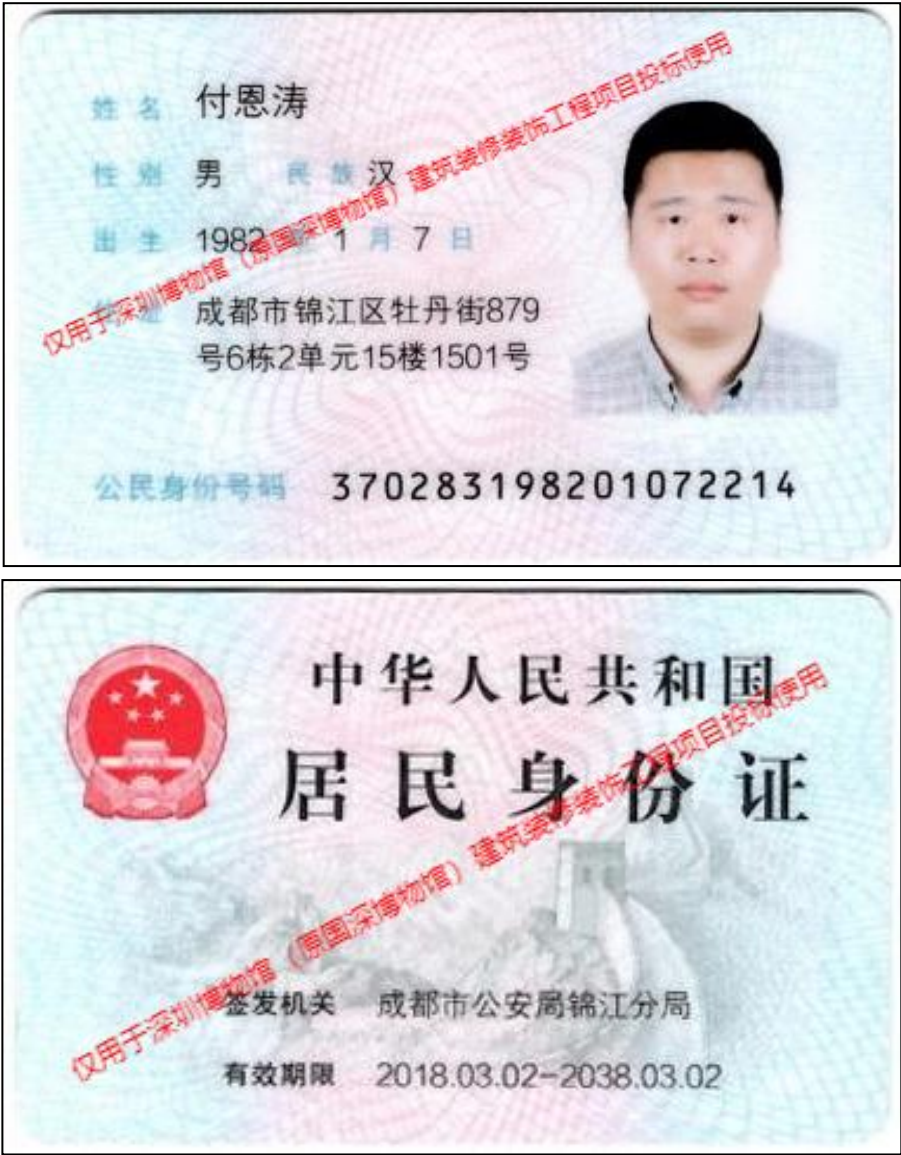 姓名 付恩涛
性别 男 民族 汉
出生 1982 年 1 月 7 日
住址 成都市锦江区牡丹街879
号6栋2单元15楼1501号
公民身份号码 370283198201072214
仅用于深圳博物馆（原国深博物馆）建筑装修装饰工程项目投标使用
中华人民共和国
居民身份证
签发机关 成都市公安局锦江分局
有效期限 2018.03.02-2038.03.02
仅用于深圳博物馆（原国深博物馆）建筑装修装饰工程项目投标使用